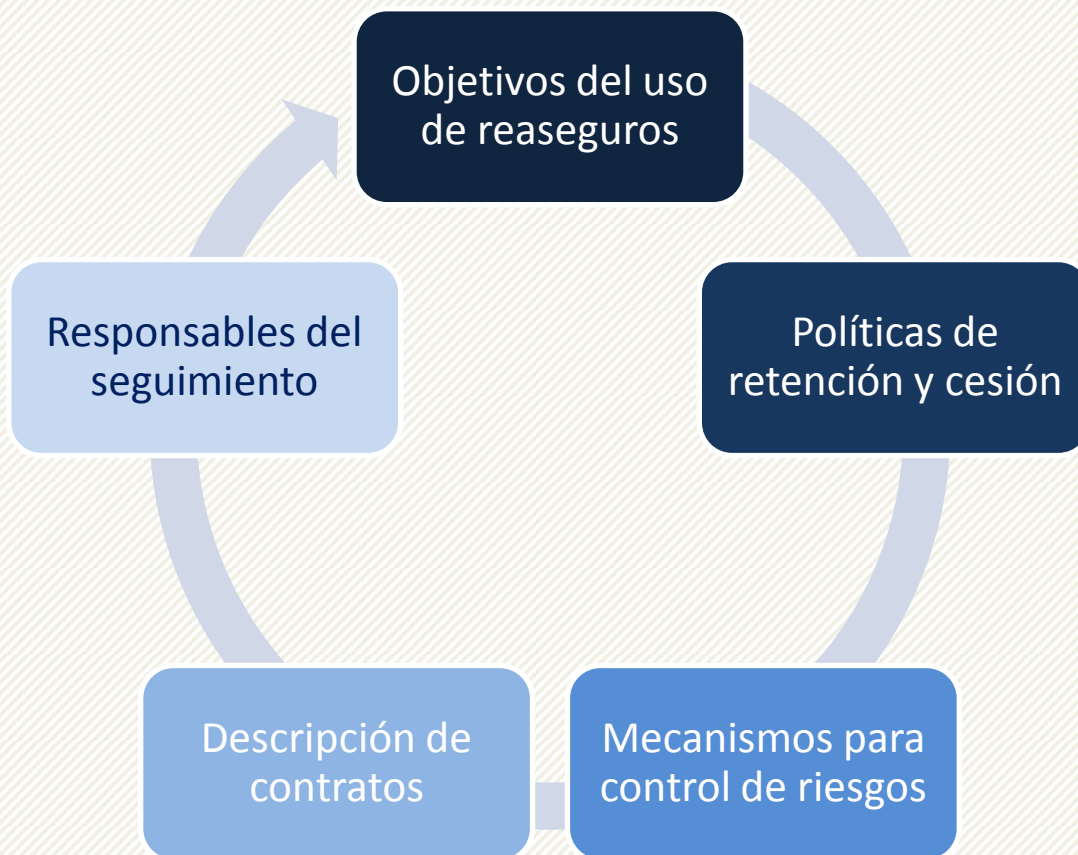 Objetivos del uso
de reaseguros
Políticas de
retención y cesión
Mecanismos para
control de riesgos
Descripción de
contratos
Responsables del
seguimiento